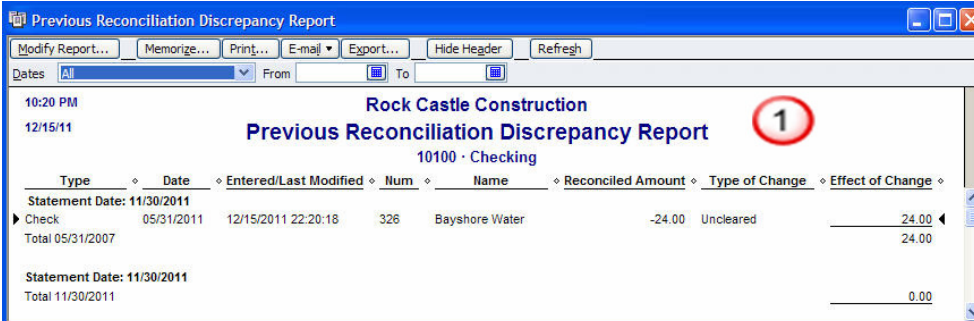 Previous Reconciliation Discrepancy Report
Modify Report... Memorize... Print... E-mail Export... Hide Header Refresh
Dates All From To
10:20 PM Rock Castle Construction
12/15/11 Previous Reconciliation Discrepancy Report
1
10100 · Checking
Type Date Entered/Last Modified Num Name Reconciled Amount Type of Change Effect of Change
Statement Date: 11/30/2011
Check 05/31/2011 12/15/2011 22:20:18 326 Bayshore Water -24.00 Uncleared 24.00
Total 05/31/2007 24.00
Statement Date: 11/30/2011
Total 11/30/2011 0.00